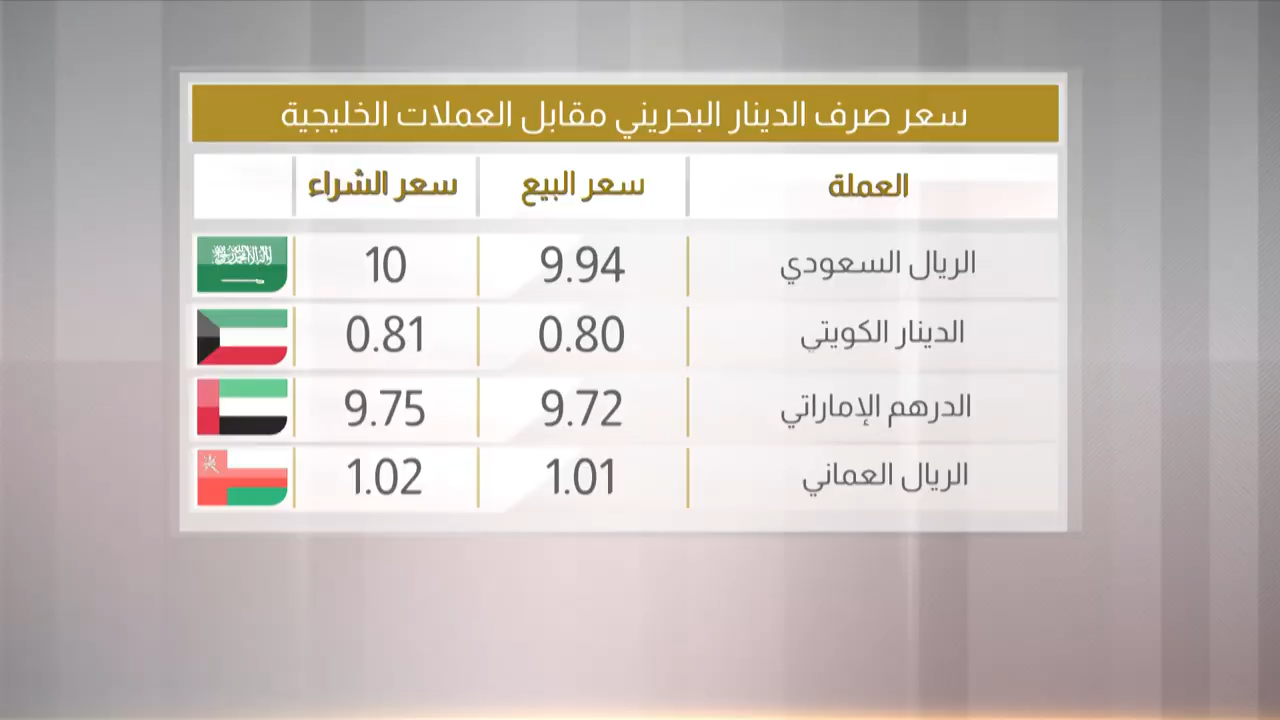 سعر صرف الدينار البحريني مقابل العملات الخليجية
العملة سعر البيع سعر الشراء
الريال السعودي 9.94 10
الدينار الكويتي 0.80 0.81
الدرهم الإماراتي 9.72 9.75
الريال العماني 1.01 1.02